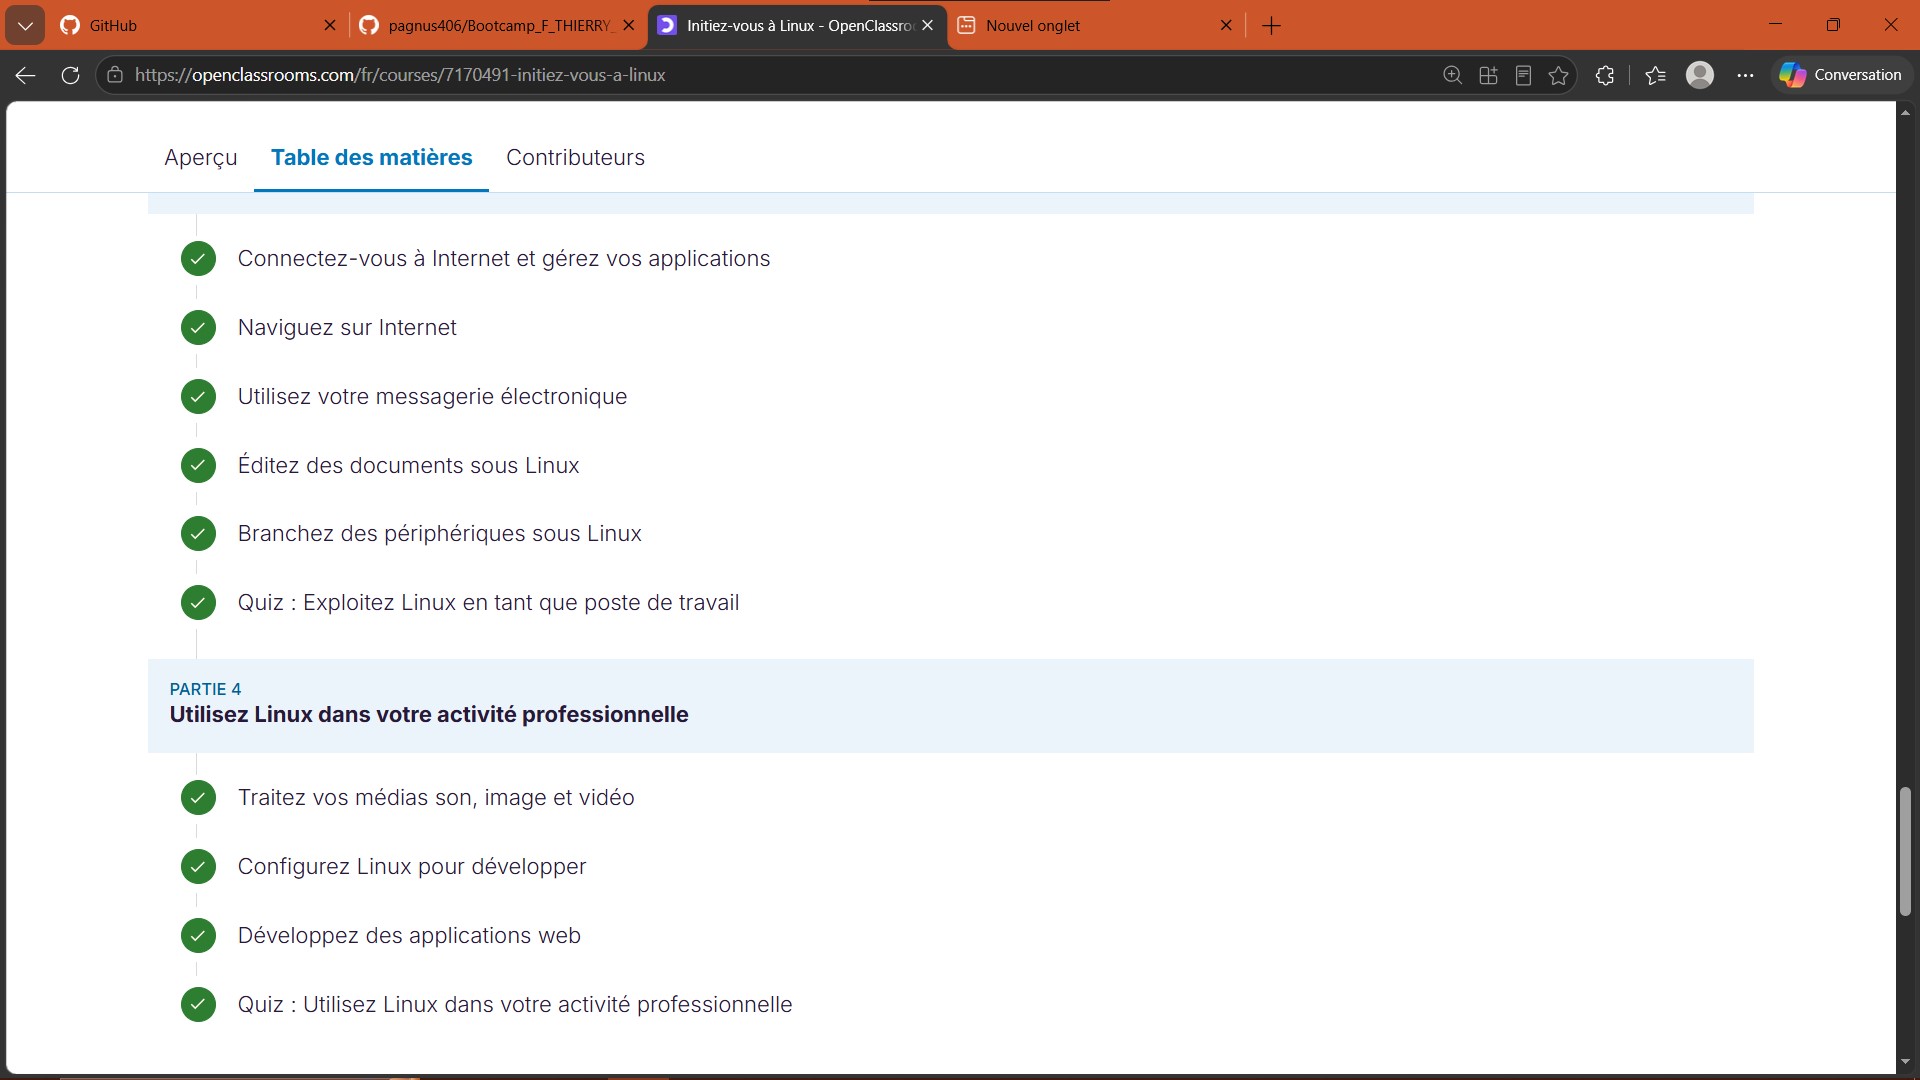 GitHub
pagnus406/Bootcamp_F_THIERRY_
Initiez-vous à Linux - OpenClassroo
Nouvel onglet
https://openclassrooms.com/fr/courses/7170491-initiez-vous-a-linux
Conversation
Aperçu
Table des matières
Contributeurs
Connectez-vous à Internet et gérez vos applications
Naviguez sur Internet
Utilisez votre messagerie électronique
Éditez des documents sous Linux
Branchez des périphériques sous Linux
Quiz : Exploitez Linux en tant que poste de travail
PARTIE 4
Utilisez Linux dans votre activité professionnelle
Traitez vos médias son, image et vidéo
Configurez Linux pour développer
Développez des applications web
Quiz : Utilisez Linux dans votre activité professionnelle